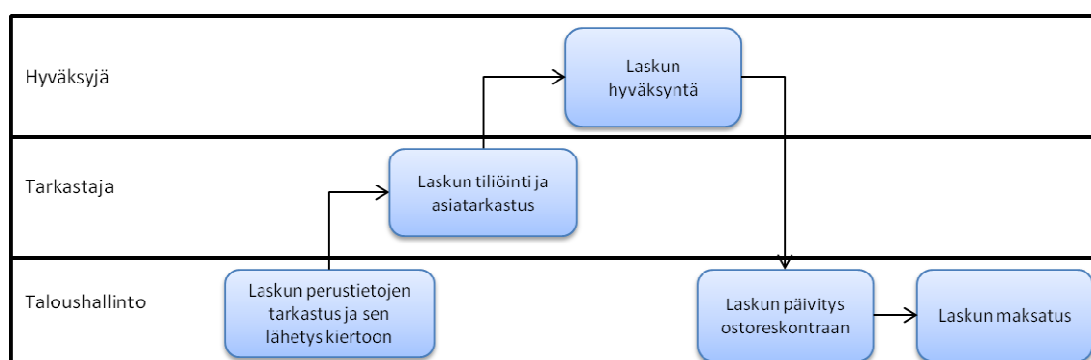 Hyväksyjä
Laskun
hyväksyntä
Tarkastaja
Laskun tiliöinti ja
asiatarkastus
Taloushallinto
Laskun perustietojen
tarkastus ja sen
lähetys kiertoon
Laskun päivitys
ostoreskontraan
Laskun maksatus